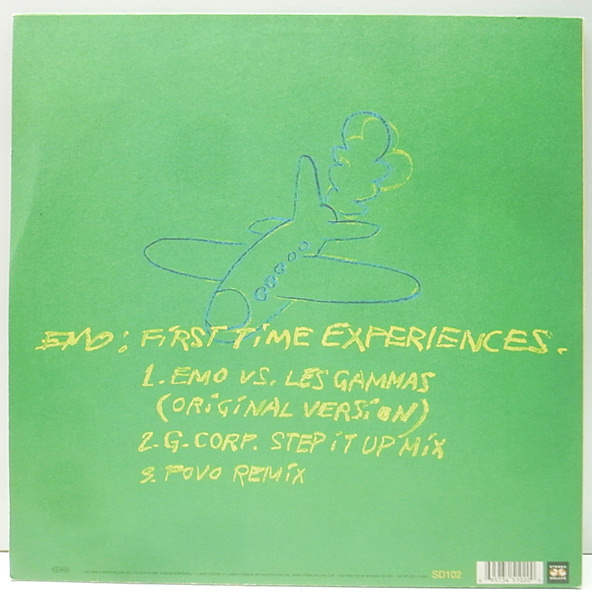 EMO: FIRST TIME EXPERIENCES.
1. EMO VS. LES GAMMAS
(ORIGINAL VERSION)
2. G-CORP. STEP IT UP MIX
3. POVO REMIX
SD102